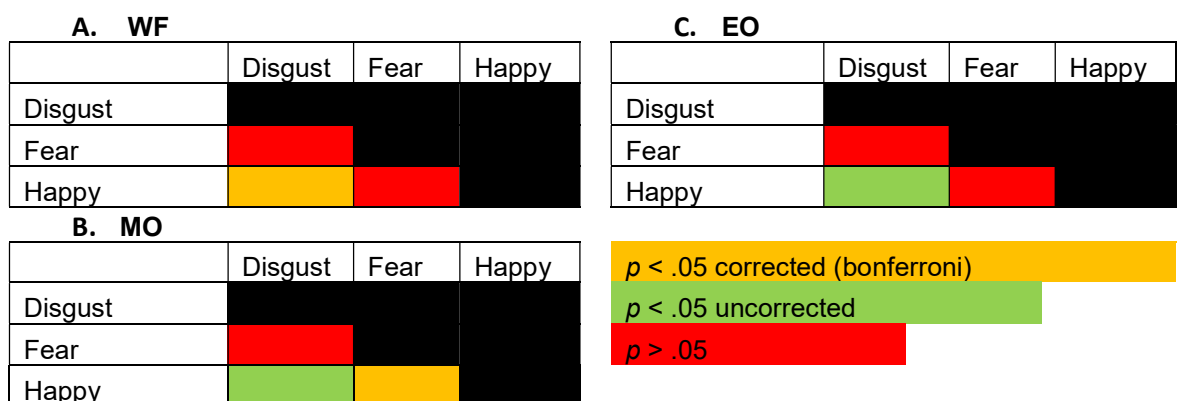 A. WF
Disgust Fear Happy
Disgust
Fear
Happy
B. MO
Disgust Fear Happy
Disgust
Fear
Happy
C. EO
Disgust Fear Happy
Disgust
Fear
Happy
p < .05 corrected (bonferroni)
p < .05 uncorrected
p > .05